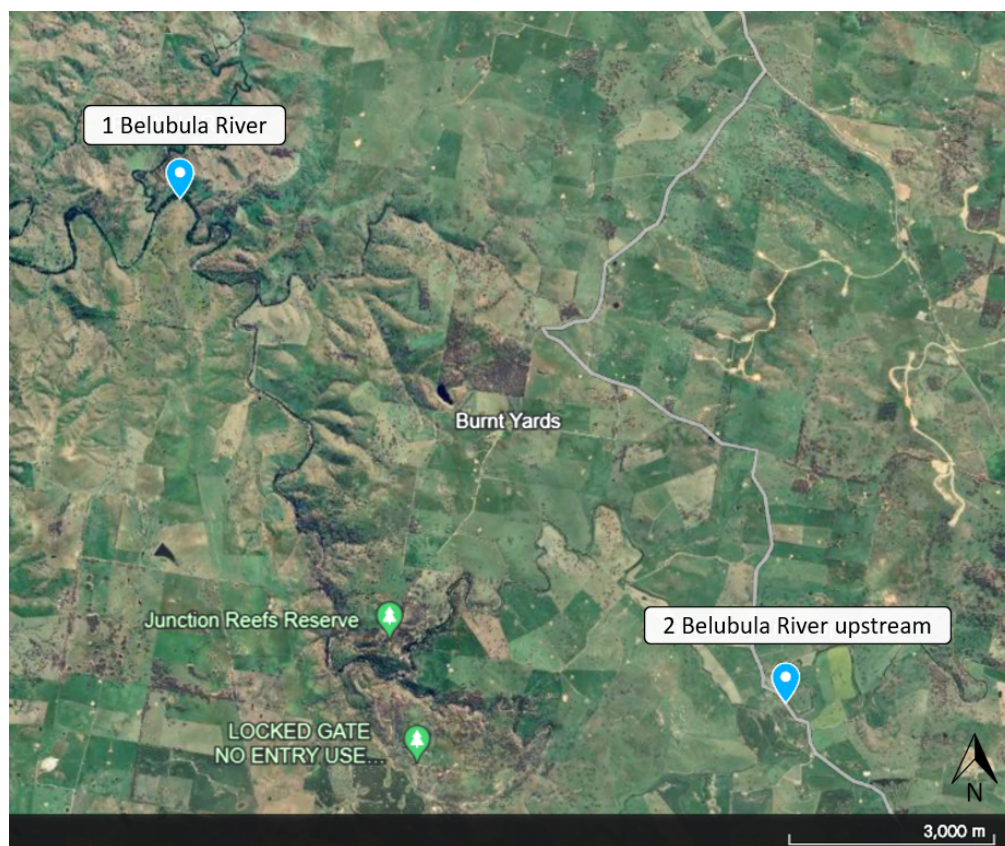 1 Belubula River
Burnt Yards
Junction Reefs Reserve
2 Belubula River upstream
LOCKED GATE
NO ENTRY USE...
N
3,000 m